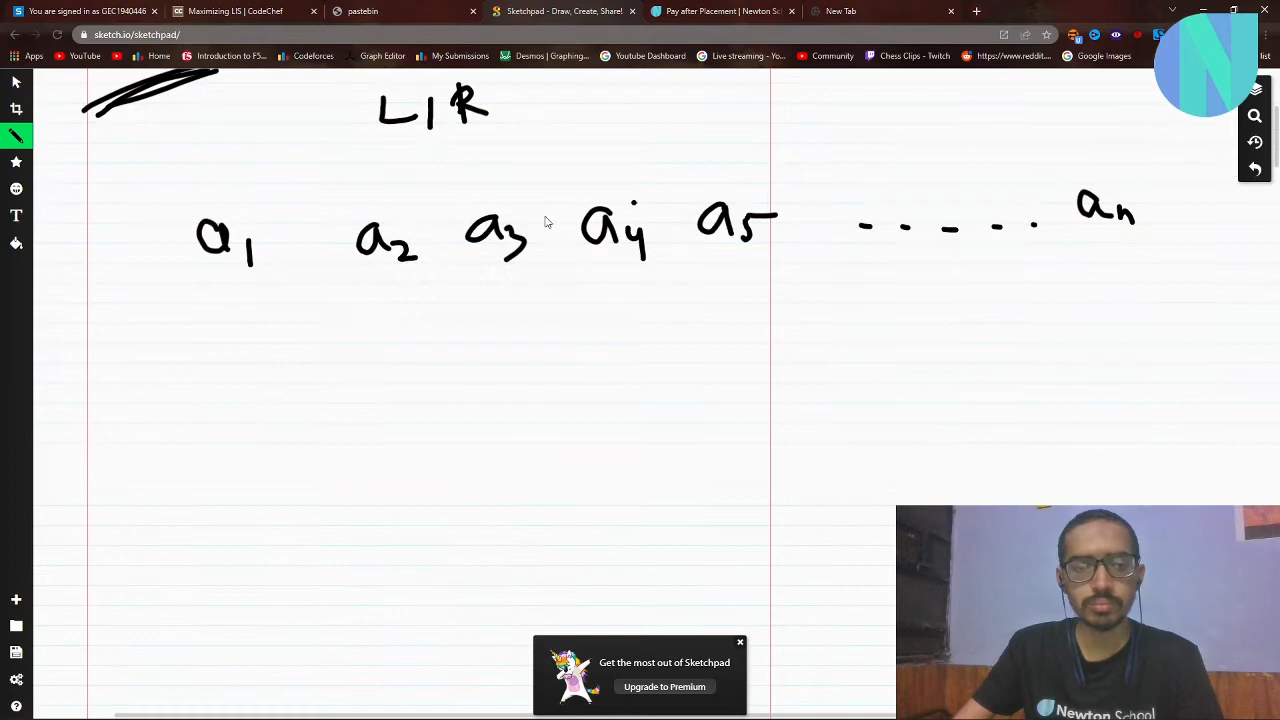 You are signed in as GEC1940446
Maximizing LIS | CodeChef
pastebin
Sketchpad - Draw, Create, Share!
Pay after Placement | Newton Sch
New Tab
sketch.io/sketchpad/
Apps
YouTube
Home
Introduction to F5...
Codeforces
Graph Editor
My Submissions
Desmos | Graphing...
Youtube Dashboard
Live streaming - Yo...
Community
Chess Clips - Twitch
https://www.reddit...
Google Images
list
LIR
a1 a2 a3 a4 a5 - - - - . an
Get the most out of Sketchpad
Upgrade to Premium
Newton School